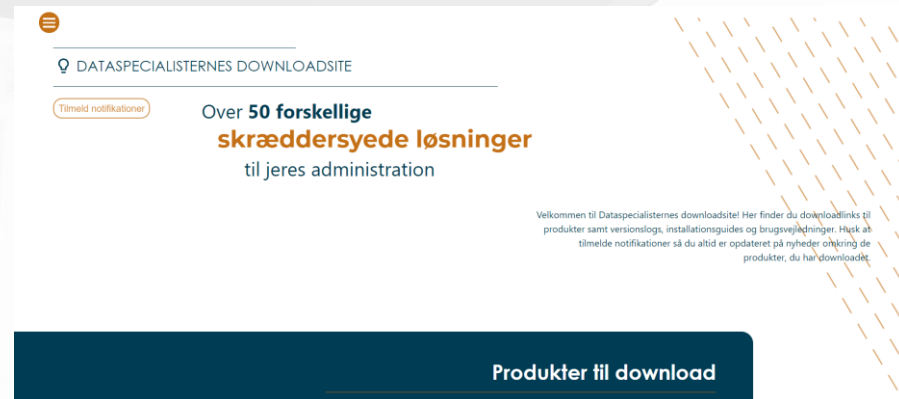 DATASPECIALISTERNES DOWNLOADSITE
Tilmeld notifikationer
Over 50 forskellige
skræddersyede løsninger
til jeres administration
Velkommen til Dataspecialisternes downloadsite! Her finder du downloadlinks til
produkter samt versionslogs, installationsguides og brugsvejledninger. Husk at
tilmelde notifikationer så du altid er opdateret på nyheder omkring de
produkter, du har downloadet.
Produkter til download